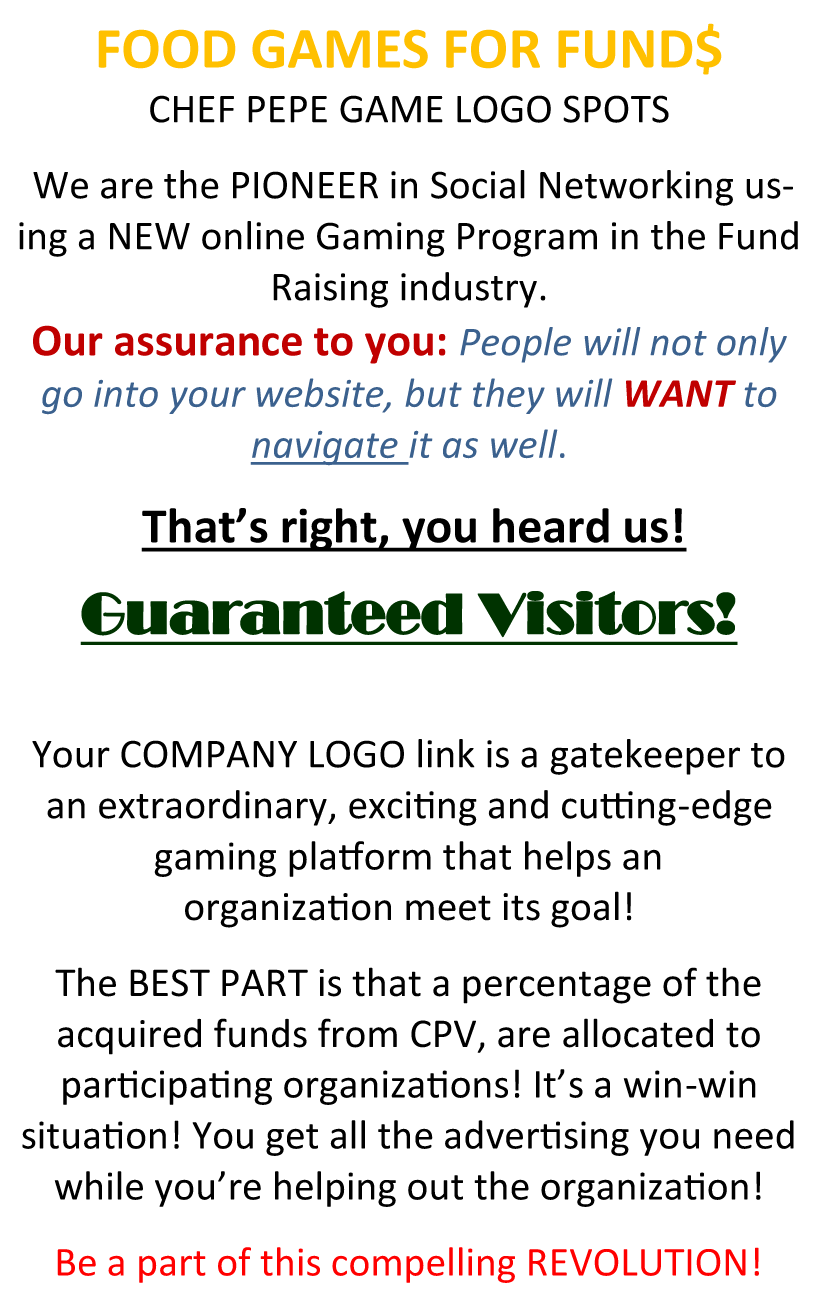 FOOD GAMES FOR FUND$
CHEF PEPE GAME LOGO SPOTS
We are the PIONEER in Social Networking us-
ing a NEW online Gaming Program in the Fund
Raising industry.
Our assurance to you: People will not only
go into your website, but they will WANT to
navigate it as well.
That’s right, you heard us!
Guaranteed Visitors!
Your COMPANY LOGO link is a gatekeeper to
an extraordinary, exciting and cutting-edge
gaming platform that helps an
organization meet its goal!
The BEST PART is that a percentage of the
acquired funds from CPV, are allocated to
participating organizations! It’s a win-win
situation! You get all the advertising you need
while you’re helping out the organization!
Be a part of this compelling REVOLUTION!